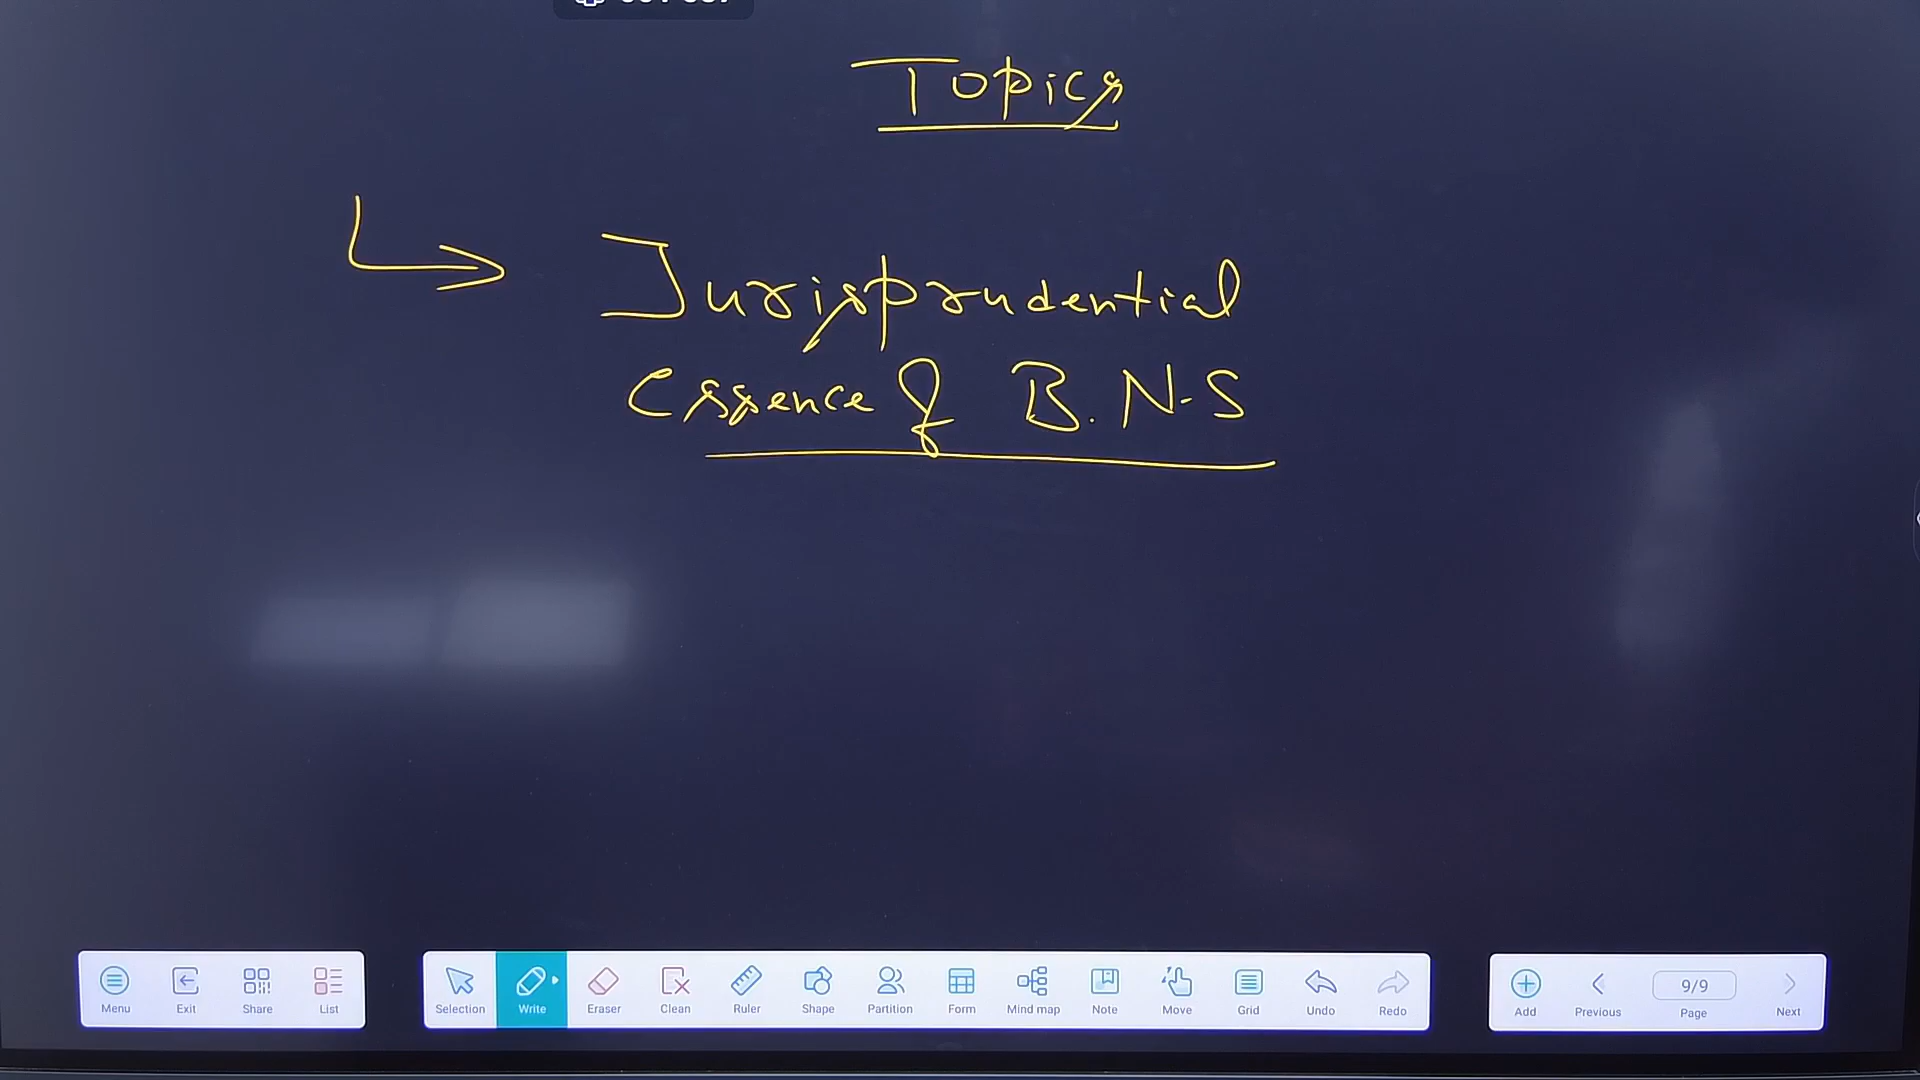 Topics
Jurisprudential
essence of B.N.S
Menu
Exit
Share
List
Selection
Write
Eraser
Clean
Ruler
Shape
Partition
Form
Mind map
Note
Move
Grid
Undo
Redo
Add
Previous
9/9
Page
Next